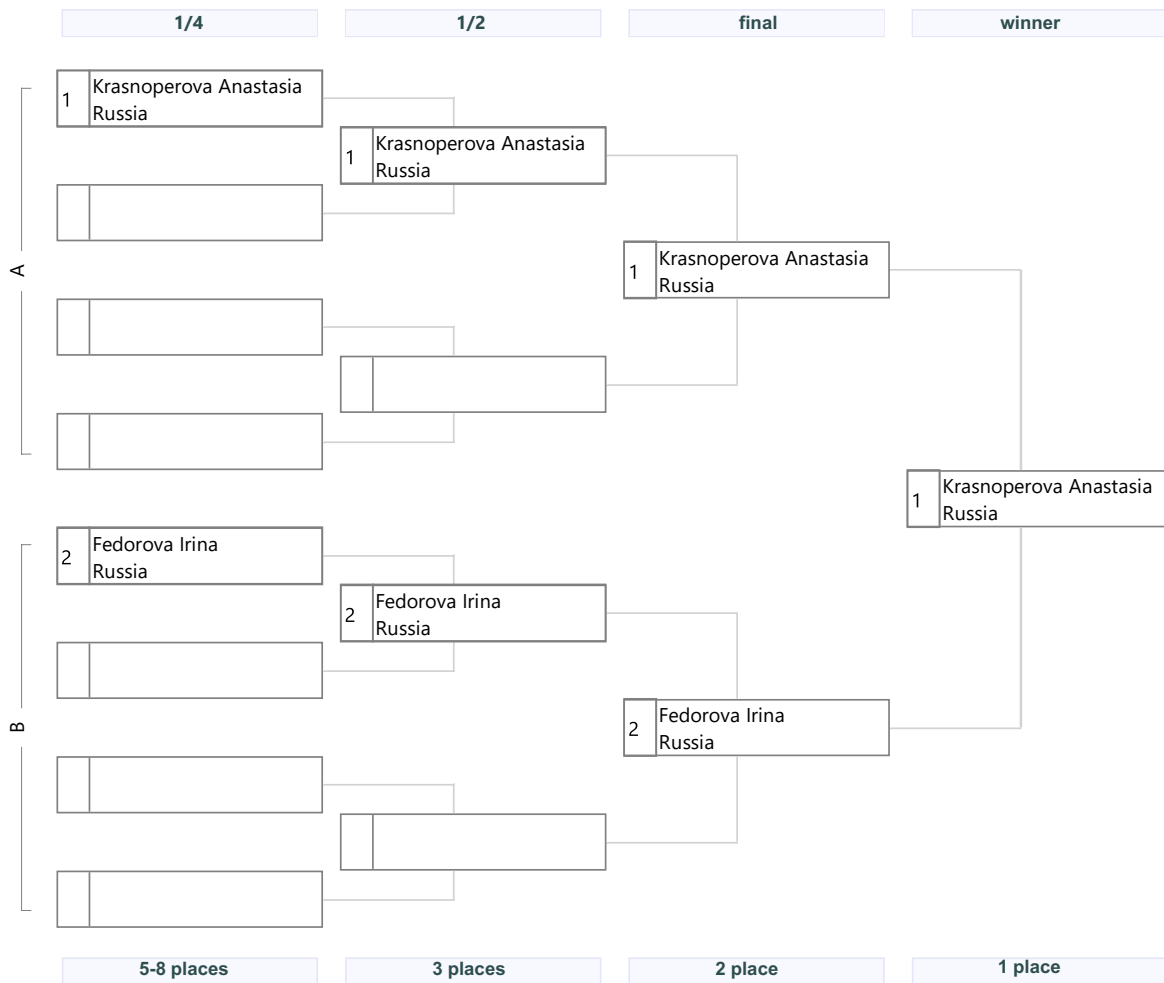 1/4
1/2
final
winner
1
Krasnoperova Anastasia
Russia
1
Krasnoperova Anastasia
Russia
A
1
Krasnoperova Anastasia
Russia
1
Krasnoperova Anastasia
Russia
2
Fedorova Irina
Russia
2
Fedorova Irina
Russia
B
2
Fedorova Irina
Russia
5-8 places
3 places
2 place
1 place